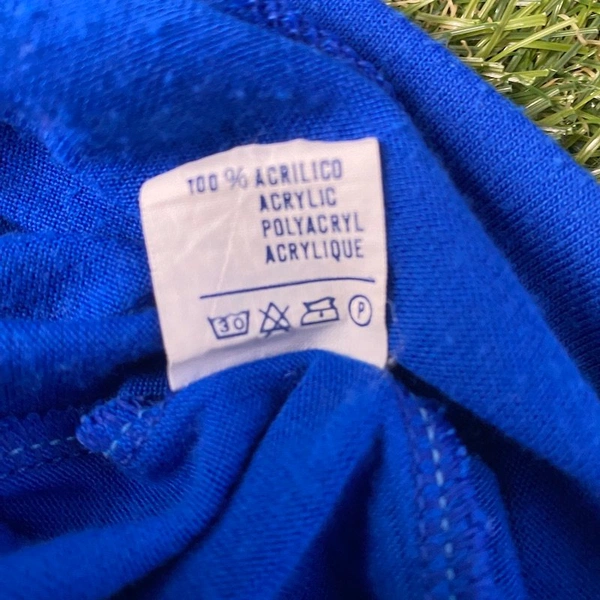 100 % ACRILICO
ACRYLIC
POLYACRYL
ACRYLIQUE
30 P